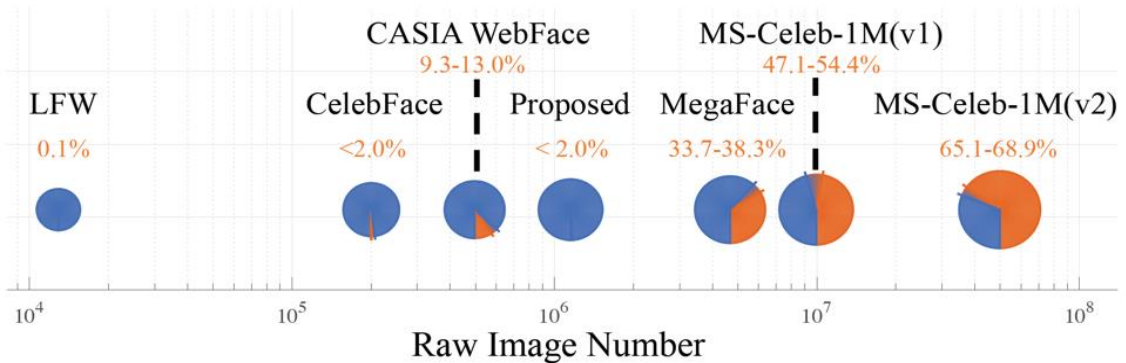 CASIA WebFace MS-Celeb-1M(v1)
9.3-13.0% 47.1-54.4%
LFW CelebFace Proposed MegaFace MS-Celeb-1M(v2)
0.1% <2.0% < 2.0% 33.7-38.3% 65.1-68.9%
10^4 10^5 10^6 10^7 10^8
Raw Image Number